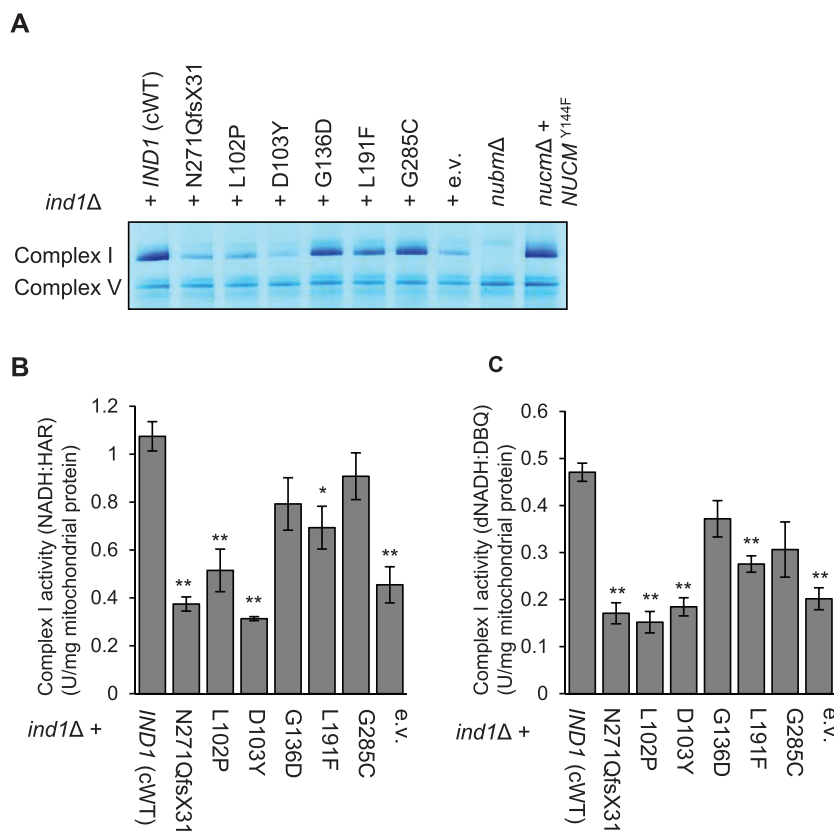 A
ind1Δ
+ IND1 (cWT)
+ N271QfsX31
+ L102P
+ D103Y
+ G136D
+ L191F
+ G285C
+ e.v.
nubmΔ
nucmΔ +
NUCM Y144F
Complex I
Complex V
B
Complex I activity (NADH:HAR)
(U/mg mitochondrial protein)
1.2
1
0.8
0.6
0.4
0.2
0
**
**
**
*
**
ind1Δ +
IND1 (cWT)
N271QfsX31
L102P
D103Y
G136D
L191F
G285C
e.v.
C
Complex I activity (dNADH:DBQ)
(U/mg mitochondrial protein)
0.6
0.5
0.4
0.3
0.2
0.1
0
**
**
**
**
**
ind1Δ +
IND1 (cWT)
N271QfsX31
L102P
D103Y
G136D
L191F
G285C
e.v.